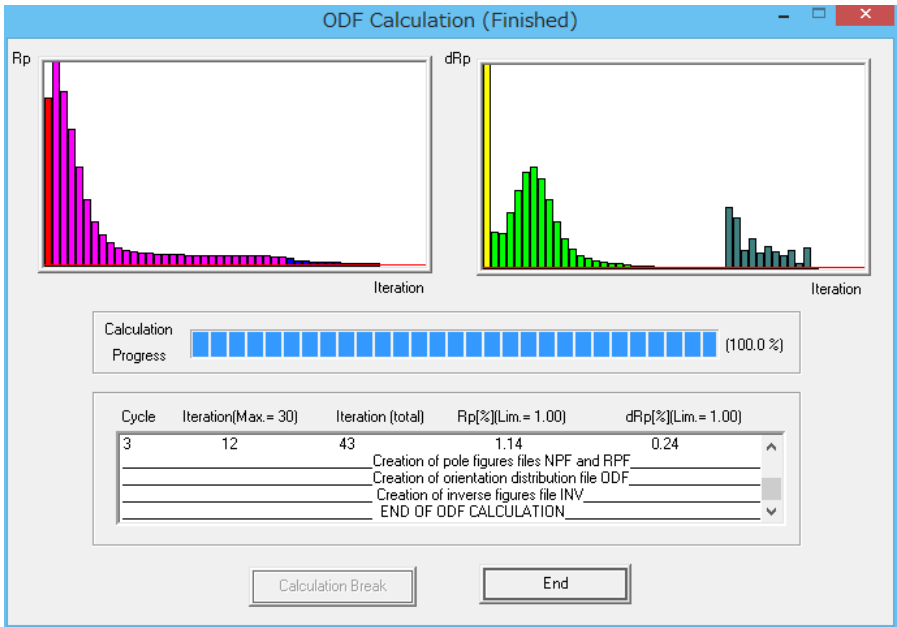 ODF Calculation (Finished)
Rp
dRp
Iteration
Iteration
Calculation
Progress
(100.0 %)
Cycle Iteration(Max.= 30) Iteration (total) Rp[%](Lim.= 1.00) dRp[%](Lim.= 1.00)
3 12 43 1.14 0.24
Creation of pole figures files NPF and RPF
Creation of orientation distribution file ODF
Creation of inverse figures file INV
END OF ODF CALCULATION
Calculation Break
End